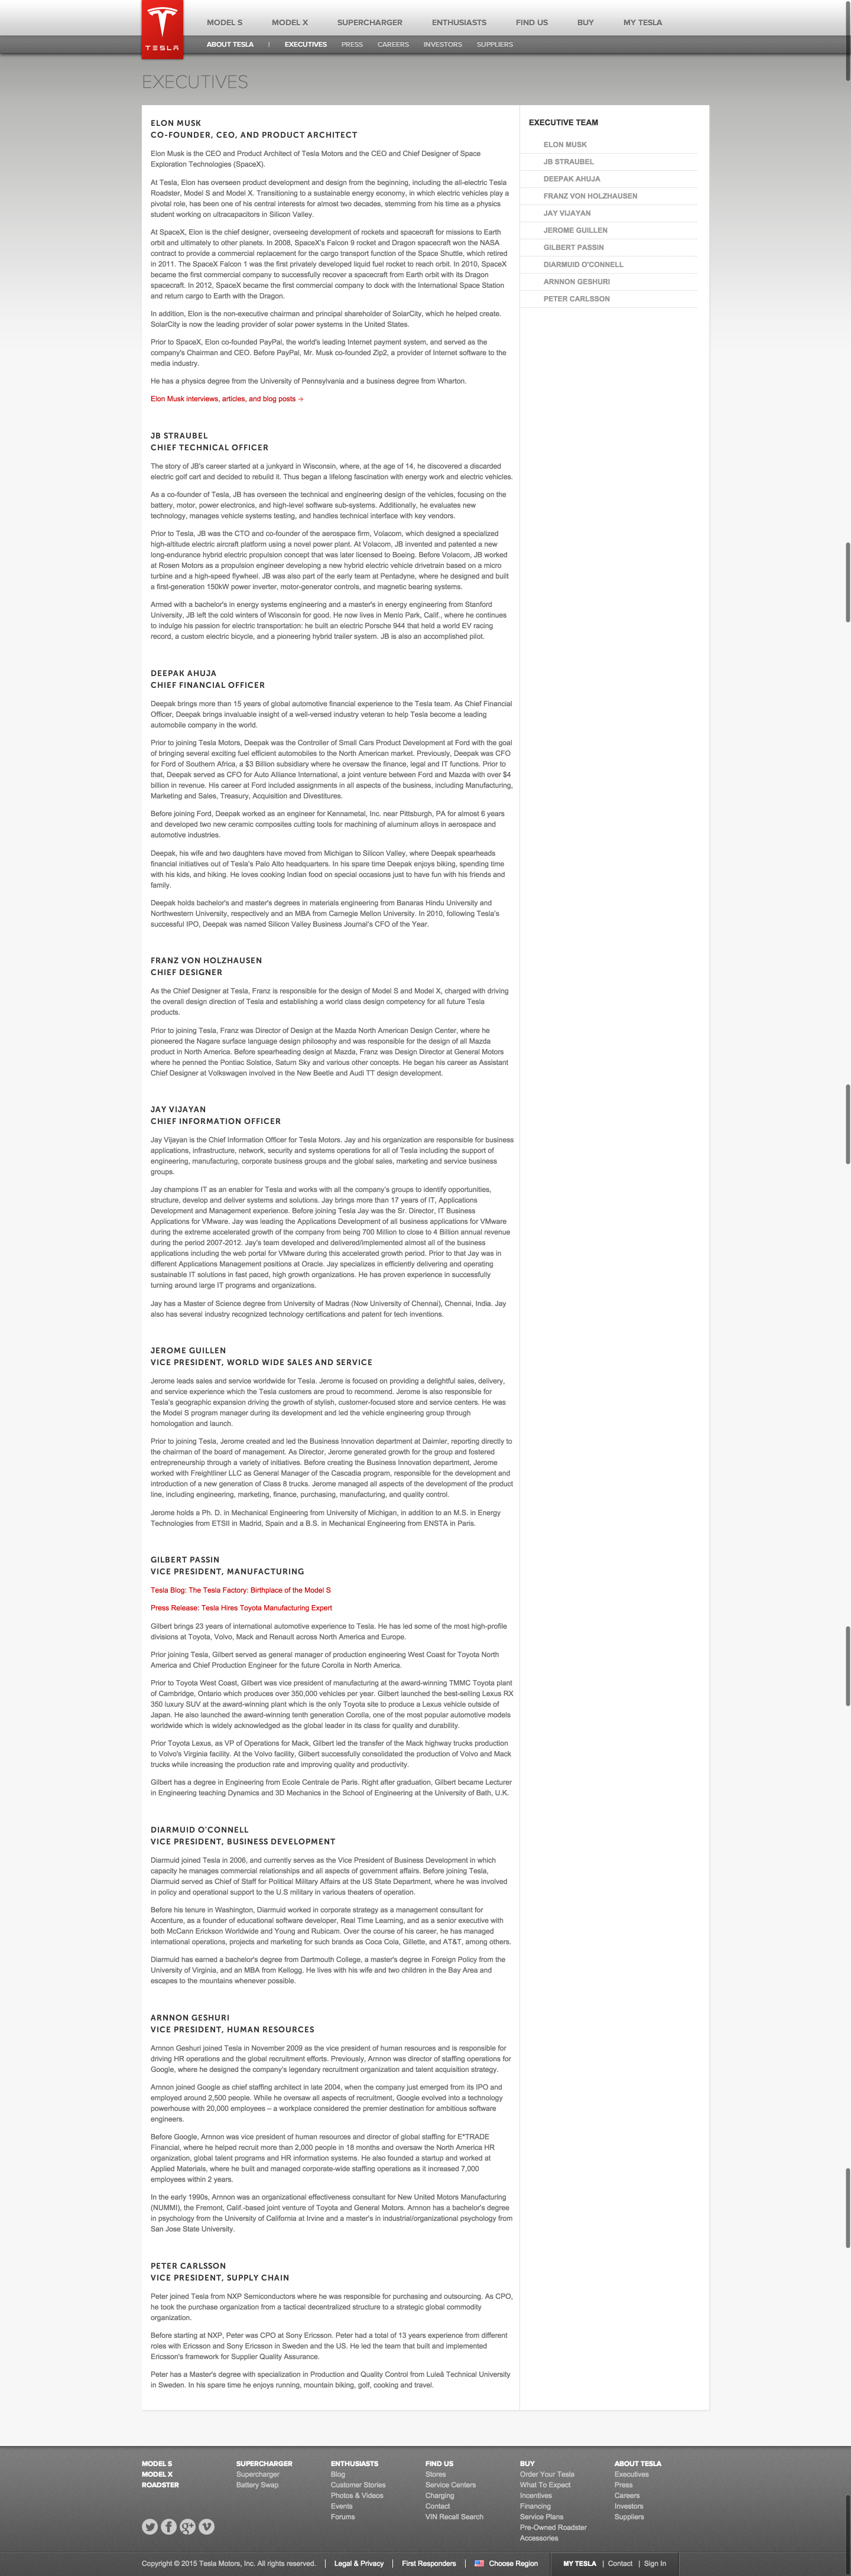 TESLA
MODEL S
MODEL X
SUPERCHARGER
ENTHUSIASTS
FIND US
BUY
MY TESLA
ABOUT TESLA | EXECUTIVES PRESS CAREERS INVESTORS SUPPLIERS
EXECUTIVES
ELON MUSK
CO-FOUNDER, CEO, AND PRODUCT ARCHITECT
Elon Musk is the CEO and Product Architect of Tesla Motors and the CEO and Chief Designer of Space
Exploration Technologies (SpaceX).
At Tesla, Elon has overseen product development and design from the beginning, including the all-electric Tesla
Roadster, Model S and Model X. Transitioning to a sustainable energy economy, in which electric vehicles play a
pivotal role, has been one of his central interests for almost two decades, stemming from his time as a physics
student working on ultracapacitors in Silicon Valley.
At SpaceX, Elon is the chief designer, overseeing development of rockets and spacecraft for missions to Earth
orbit and ultimately to other planets. In 2008, SpaceX's Falcon 9 rocket and Dragon spacecraft won the NASA
contract to provide a commercial replacement for the cargo transport function of the Space Shuttle, which retired
in 2011. The SpaceX Falcon 1 was the first privately developed liquid fuel rocket to reach orbit. In 2010, SpaceX
became the first commercial company to successfully recover a spacecraft from Earth orbit with its Dragon
spacecraft. In 2012, SpaceX became the first commercial company to dock with the International Space Station
and return cargo to Earth with the Dragon.
In addition, Elon is the non-executive chairman and principal shareholder of SolarCity, which he helped create.
SolarCity is now the leading provider of solar power systems in the United States.
Prior to SpaceX, Elon co-founded PayPal, the world's leading Internet payment system, and served as the
company's Chairman and CEO. Before PayPal, Mr. Musk co-founded Zip2, a provider of Internet software to the
media industry.
He has a physics degree from the University of Pennsylvania and a business degree from Wharton.
Elon Musk interviews, articles, and blog posts →
JB STRAUBEL
CHIEF TECHNICAL OFFICER
The story of JB's career started at a junkyard in Wisconsin, where, at the age of 14, he discovered a discarded
electric golf cart and decided to rebuild it. Thus began a lifelong fascination with energy work and electric vehicles.
As a co-founder of Tesla, JB has overseen the technical and engineering design of the vehicles, focusing on the
battery, motor, power electronics, and high-level software sub-systems. Additionally, he evaluates new
technology, manages vehicle systems testing, and handles technical interface with key vendors.
Prior to Tesla, JB was the CTO and co-founder of the aerospace firm, Volacom, which designed a specialized
high-altitude electric aircraft platform using a novel power plant. At Volacom, JB invented and patented a new
long-endurance hybrid electric propulsion concept that was later licensed to Boeing. Before Volacom, JB worked
at Rosen Motors as a propulsion engineer developing a new hybrid electric vehicle drivetrain based on a micro
turbine and a high-speed flywheel. JB was also part of the early team at Pentadyne, where he designed and built
a first-generation 150kW power inverter, motor-generator controls, and magnetic bearing systems.
Armed with a bachelor's in energy systems engineering and a master's in energy engineering from Stanford
University, JB left the cold winters of Wisconsin for good. He now lives in Menlo Park, Calif., where he continues
to indulge his passion for electric transportation: he built an electric Porsche 944 that held a world EV racing
record, a custom electric bicycle, and a pioneering hybrid trailer system. JB is also an accomplished pilot.
DEEPAK AHUJA
CHIEF FINANCIAL OFFICER
Deepak brings more than 15 years of global automotive financial experience to the Tesla team. As Chief Financial
Officer, Deepak brings invaluable insight of a well-versed industry veteran to help Tesla become a leading
automobile company in the world.
Prior to joining Tesla Motors, Deepak was the Controller of Small Cars Product Development at Ford with the goal
of bringing several exciting fuel efficient automobiles to the North American market. Previously, Deepak was CFO
for Ford of Southern Africa, a $3 Billion subsidiary where he oversaw the finance, legal and IT functions. Prior to
that, Deepak served as CFO for Auto Alliance International, a joint venture between Ford and Mazda with over $4
billion in revenue. His career at Ford included assignments in all aspects of the business, including Manufacturing,
Marketing and Sales, Treasury, Acquisition and Divestitures.
Before joining Ford, Deepak worked as an engineer for Kennametal, Inc. near Pittsburgh, PA for almost 6 years
and developed two new ceramic composites cutting tools for machining of aluminum alloys in aerospace and
automotive industries.
Deepak, his wife and two daughters have moved from Michigan to Silicon Valley, where Deepak spearheads
financial initiatives out of Tesla's Palo Alto headquarters. In his spare time Deepak enjoys biking, spending time
with his kids, and hiking. He loves cooking Indian food on special occasions just to have fun with his friends and
family.
Deepak holds bachelor's and master's degrees in materials engineering from Banaras Hindu University and
Northwestern University, respectively and an MBA from Carnegie Mellon University. In 2010, following Tesla's
successful IPO, Deepak was named Silicon Valley Business Journal's CFO of the Year.
FRANZ VON HOLZHAUSEN
CHIEF DESIGNER
As the Chief Designer at Tesla, Franz is responsible for the design of Model S and Model X, charged with driving
the overall design direction of Tesla and establishing a world class design competency for all future Tesla
products.
Prior to joining Tesla, Franz was Director of Design at the Mazda North American Design Center, where he
pioneered the Nagare surface language design philosophy and was responsible for the design of all Mazda
product in North America. Before spearheading design at Mazda, Franz was Design Director at General Motors
where he penned the Pontiac Solstice, Saturn Sky and various other concepts. He began his career as Assistant
Chief Designer at Volkswagen involved in the New Beetle and Audi TT design development.
JAY VIJAYAN
CHIEF INFORMATION OFFICER
Jay Vijayan is the Chief Information Officer for Tesla Motors. Jay and his organization are responsible for business
applications, infrastructure, network, security and systems operations for all of Tesla including the support of
engineering, manufacturing, corporate business groups and the global sales, marketing and service business
groups.
Jay champions IT as an enabler for Tesla and works with all the company's groups to identify opportunities,
structure, develop and deliver systems and solutions. Jay brings more than 17 years of IT, Applications
Development and Management experience. Before joining Tesla Jay was the Sr. Director, IT Business
Applications for VMware. Jay was leading the Applications Development of all business applications for VMware
during the extreme accelerated growth of the company from being 700 Million to close to 4 Billion annual revenue
during the period 2007-2012. Jay's team developed and delivered/implemented almost all of the business
applications including the web portal for VMware during this accelerated growth period. Prior to that Jay was in
different Applications Management positions at Oracle. Jay specializes in efficiently delivering and operating
sustainable IT solutions in fast paced, high growth organizations. He has proven experience in successfully
turning around large IT programs and organizations.
Jay has a Master of Science degree from University of Madras (Now University of Chennai), Chennai, India. Jay
also has several industry recognized technology certifications and patent for tech inventions.
JEROME GUILLEN
VICE PRESIDENT, WORLD WIDE SALES AND SERVICE
Jerome leads sales and service worldwide for Tesla. Jerome is focused on providing a delightful sales, delivery,
and service experience which the Tesla customers are proud to recommend. Jerome is also responsible for
Tesla's geographic expansion driving the growth of stylish, customer-focused store and service centers. He was
the Model S program manager during its development and led the vehicle engineering group through
homologation and launch.
Prior to joining Tesla, Jerome created and led the Business Innovation department at Daimler, reporting directly to
the chairman of the board of management. As Director, Jerome generated growth for the group and fostered
entrepreneurship through a variety of initiatives. Before creating the Business Innovation department, Jerome
worked with Freightliner LLC as General Manager of the Cascadia program, responsible for the development and
introduction of a new generation of Class 8 trucks. Jerome managed all aspects of the development of the product
line, including engineering, marketing, finance, purchasing, manufacturing, and quality control.
Jerome holds a Ph. D. in Mechanical Engineering from University of Michigan, in addition to an M.S. in Energy
Technologies from ETSII in Madrid, Spain and a B.S. in Mechanical Engineering from ENSTA in Paris.
GILBERT PASSIN
VICE PRESIDENT, MANUFACTURING
Tesla Blog: The Tesla Factory: Birthplace of the Model S
Press Release: Tesla Hires Toyota Manufacturing Expert
Gilbert brings 23 years of international automotive experience to Tesla. He has led some of the most high-profile
divisions at Toyota, Volvo, Mack and Renault across North America and Europe.
Prior joining Tesla, Gilbert served as general manager of production engineering West Coast for Toyota North
America and Chief Production Engineer for the future Corolla in North America.
Prior to Toyota West Coast, Gilbert was vice president of manufacturing at the award-winning TMMC Toyota plant
of Cambridge, Ontario which produces over 350,000 vehicles per year. Gilbert launched the best-selling Lexus RX
350 luxury SUV at the award-winning plant which is the only Toyota site to produce a Lexus vehicle outside of
Japan. He also launched the award-winning tenth generation Corolla, one of the most popular automotive models
worldwide which is widely acknowledged as the global leader in its class for quality and durability.
Prior Toyota Lexus, as VP of Operations for Mack, Gilbert led the transfer of the Mack highway trucks production
to Volvo's Virginia facility. At the Volvo facility, Gilbert successfully consolidated the production of Volvo and Mack
trucks while increasing the production rate and improving quality and productivity.
Gilbert has a degree in Engineering from Ecole Centrale de Paris. Right after graduation, Gilbert became Lecturer
in Engineering teaching Dynamics and 3D Mechanics in the School of Engineering at the University of Bath, U.K.
DIARMUID O'CONNELL
VICE PRESIDENT, BUSINESS DEVELOPMENT
Diarmuid joined Tesla in 2006, and currently serves as the Vice President of Business Development in which
capacity he manages commercial relationships and all aspects of government affairs. Before joining Tesla,
Diarmuid served as Chief of Staff for Political Military Affairs at the US State Department, where he was involved
in policy and operational support to the U.S military in various theaters of operation.
Before his tenure in Washington, Diarmuid worked in corporate strategy as a management consultant for
Accenture, as a founder of educational software developer, Real Time Learning, and as a senior executive with
both McCann Erickson Worldwide and Young and Rubicam. Over the course of his career, he has managed
international operations, projects and marketing for such brands as Coca Cola, Gillette, and AT&T, among others.
Diarmuid has earned a bachelor's degree from Dartmouth College, a master's degree in Foreign Policy from the
University of Virginia, and an MBA from Kellogg. He lives with his wife and two children in the Bay Area and
escapes to the mountains whenever possible.
ARNNON GESHURI
VICE PRESIDENT, HUMAN RESOURCES
Arnnon Geshuri joined Tesla in November 2009 as the vice president of human resources and is responsible for
driving HR operations and the global recruitment efforts. Previously, Arnnon was director of staffing operations for
Google, where he designed the company's legendary recruitment organization and talent acquisition strategy.
Arnnon joined Google as chief staffing architect in late 2004, when the company just emerged from its IPO and
employed around 2,500 people. While he oversaw all aspects of recruitment, Google evolved into a technology
powerhouse with 20,000 employees – a workplace considered the premier destination for ambitious software
engineers.
Before Google, Arnnon was vice president of human resources and director of global staffing for E*TRADE
Financial, where he helped recruit more than 2,000 people in 18 months and oversaw the North America HR
organization, global talent programs and HR information systems. He also founded a startup and worked at
Applied Materials, where he built and managed corporate-wide staffing operations as it increased 7,000
employees within 2 years.
In the early 1990s, Arnnon was an organizational effectiveness consultant for New United Motors Manufacturing
(NUMMI), the Fremont, Calif.-based joint venture of Toyota and General Motors. Arnnon has a bachelor's degree
in psychology from the University of California at Irvine and a master's in industrial/organizational psychology from
San Jose State University.
PETER CARLSSON
VICE PRESIDENT, SUPPLY CHAIN
Peter joined Tesla from NXP Semiconductors where he was responsible for purchasing and outsourcing. As CPO,
he took the purchase organization from a tactical decentralized structure to a strategic global commodity
organization.
Before starting at NXP, Peter was CPO at Sony Ericsson. Peter had a total of 13 years experience from different
roles with Ericsson and Sony Ericsson in Sweden and the US. He led the team that built and implemented
Ericsson's framework for Supplier Quality Assurance.
Peter has a Master's degree with specialization in Production and Quality Control from Luleå Technical University
in Sweden. In his spare time he enjoys running, mountain biking, golf, cooking and travel.
EXECUTIVE TEAM
ELON MUSK
JB STRAUBEL
DEEPAK AHUJA
FRANZ VON HOLZHAUSEN
JAY VIJAYAN
JEROME GUILLEN
GILBERT PASSIN
DIARMUID O'CONNELL
ARNNON GESHURI
PETER CARLSSON
MODEL S
MODEL X
ROADSTER
SUPERCHARGER
Supercharger
Battery Swap
ENTHUSIASTS
Blog
Customer Stories
Photos & Videos
Events
Forums
FIND US
Stores
Service Centers
Charging
Contact
VIN Recall Search
BUY
Order Your Tesla
What To Expect
Incentives
Financing
Service Plans
Pre-Owned Roadster
Accessories
ABOUT TESLA
Executives
Press
Careers
Investors
Suppliers
Copyright © 2015 Tesla Motors, Inc. All rights reserved. | Legal & Privacy | First Responders | Choose Region MY TESLA | Contact | Sign In